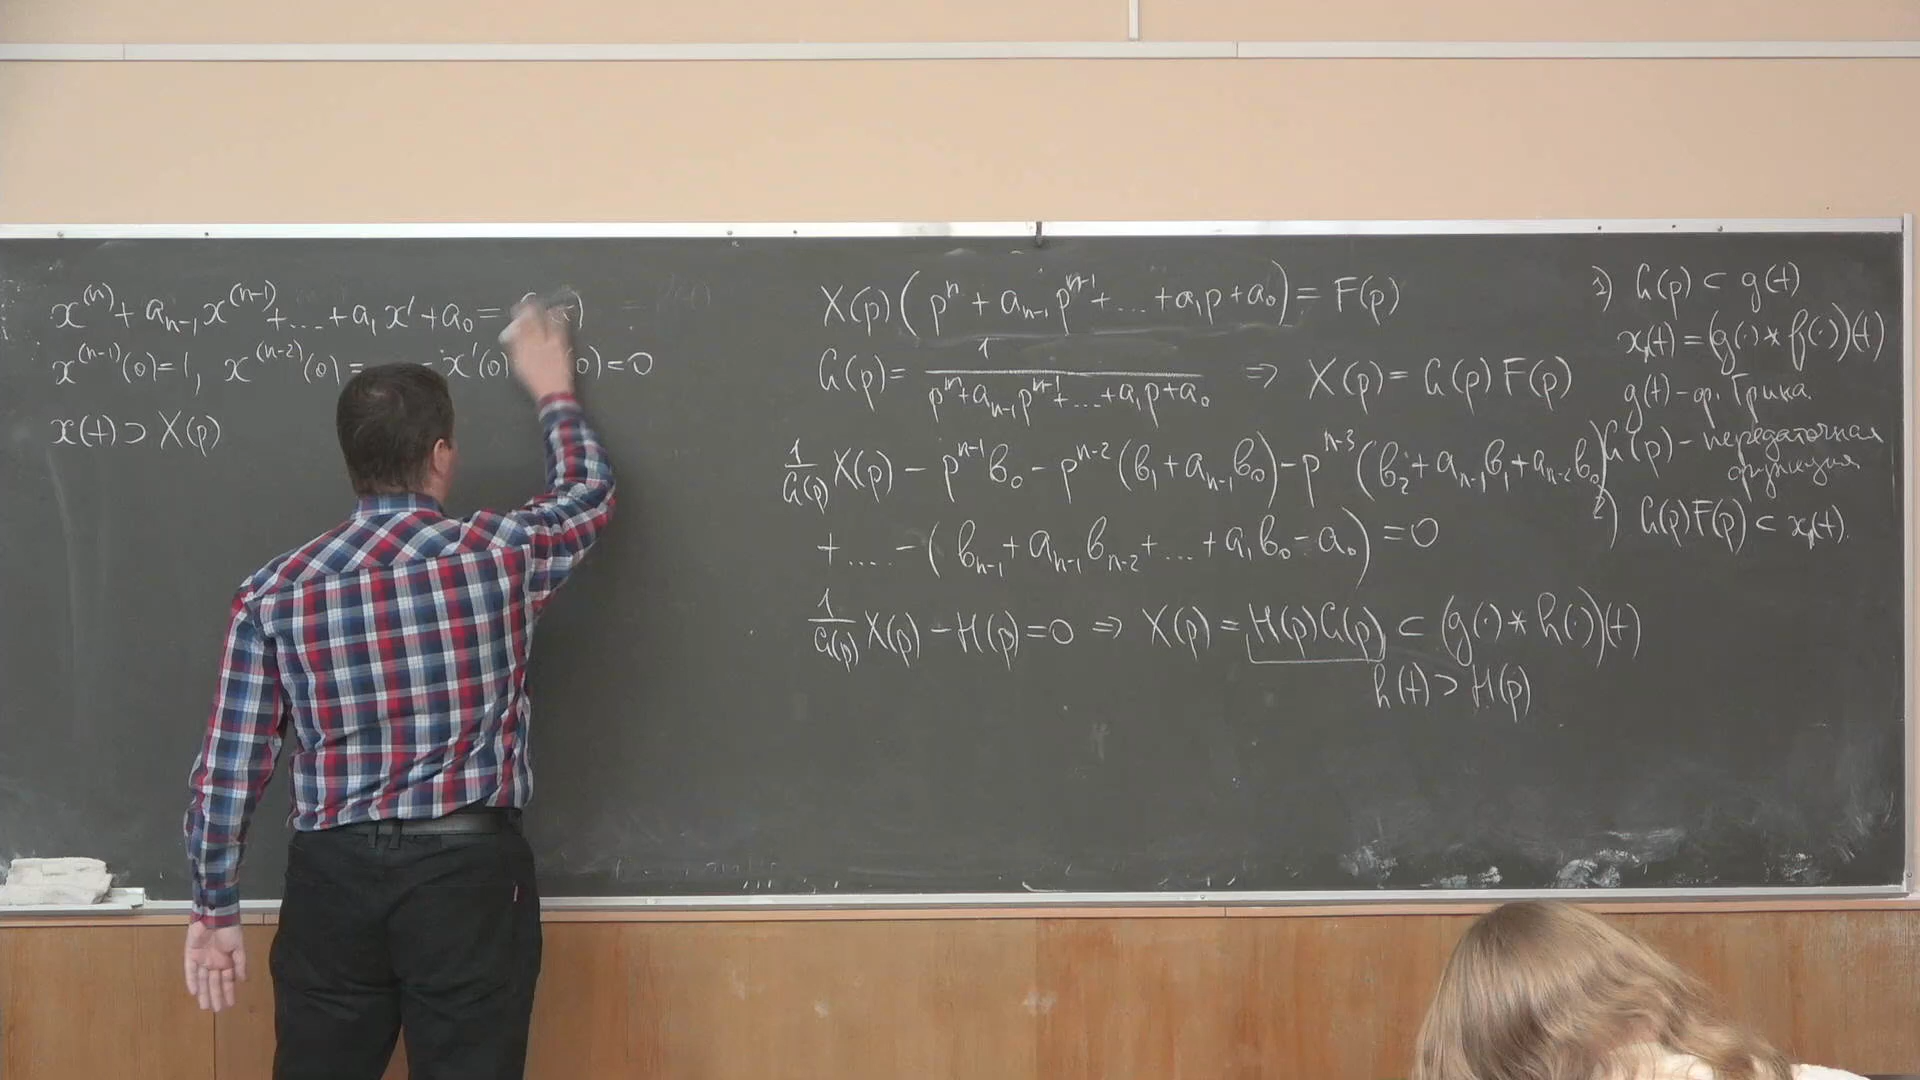 x^(n) + a_{n-1} x^(n-1) + ... + a_1 x' + a_0 =
x^(n-1)(0) = 1, x^(n-2)(0) = x'(0) (0) = 0
x(t) ⊃ X(p)
X(p) ( p^n + a_{n-1} p^{n-1} + ... + a_1 p + a_0 ) = F(p)
G(p) = 1 / (p^n + a_{n-1} p^{n-1} + ... + a_1 p + a_0) ⇒ X(p) = G(p) F(p)
1/G(p) X(p) - p^{n-1} b_0 - p^{n-2} (b_1 + a_{n-1} b_0) - p^{n-3} (b_2 + a_{n-1} b_1 + a_{n-2} b_0)
+ .... - ( b_{n-1} + a_{n-1} b_{n-2} + ... + a_1 b_0 - a_0 ) = 0
1/G(p) X(p) - H(p) = 0 ⇒ X(p) = H(p) G(p) ⊂ (g(·) * h(·))(t)
h(t) ⊃ H(p)
1) G(p) ⊂ g(t)
x_ч(t) = (g(·) * f(·))(t)
g(t) - ф. Грина.
G(p) - передаточная
функция
2) G(p) F(p) ⊂ x_ч(t).